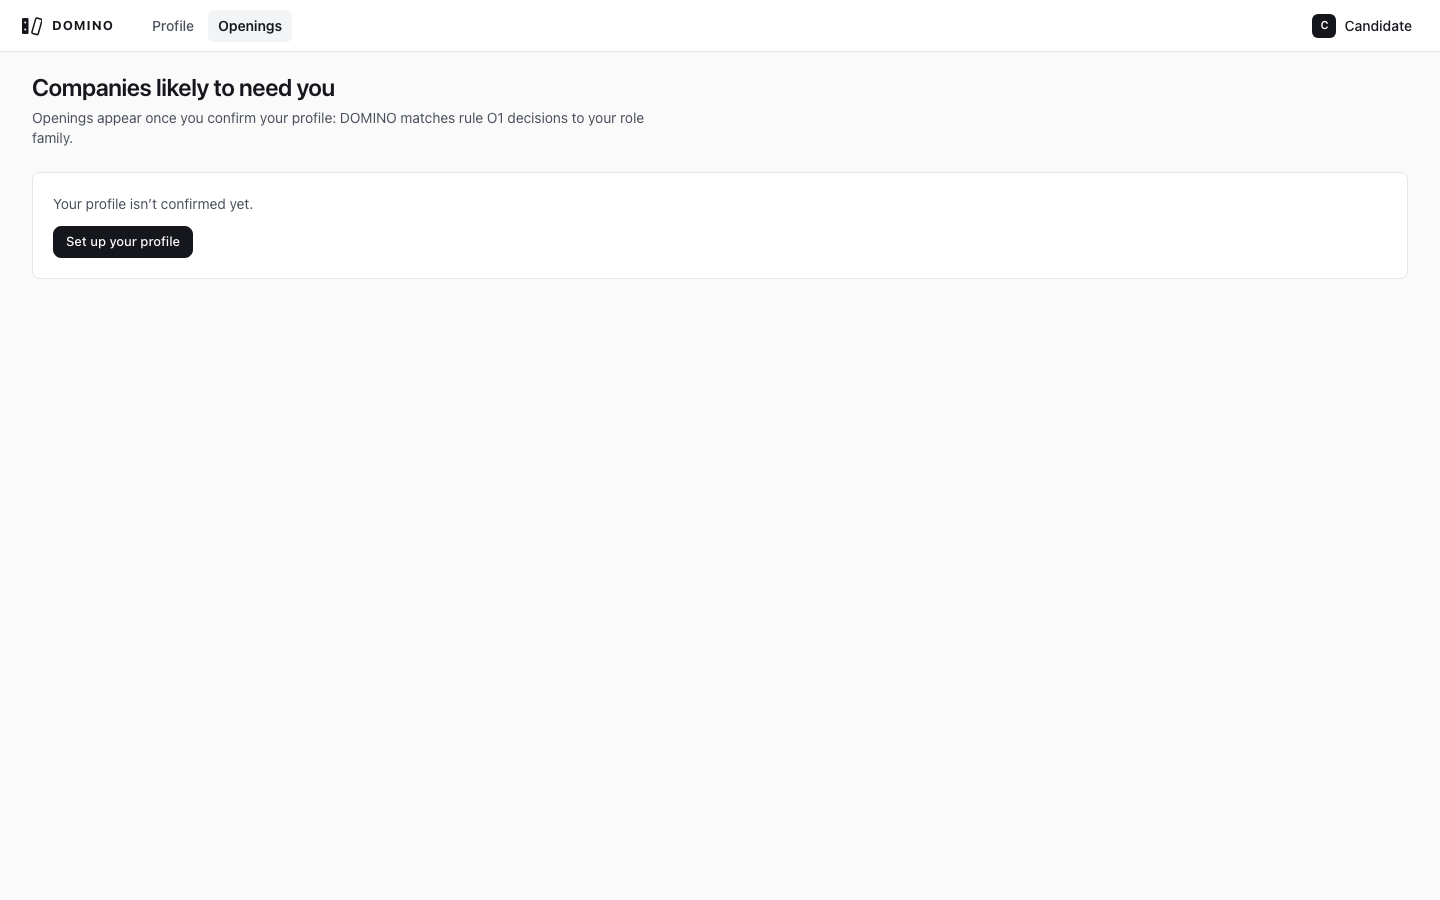 DOMINO
Profile
Openings
C
Candidate
Companies likely to need you
Openings appear once you confirm your profile: DOMINO matches rule O1 decisions to your role
family.
Your profile isn’t confirmed yet.
Set up your profile